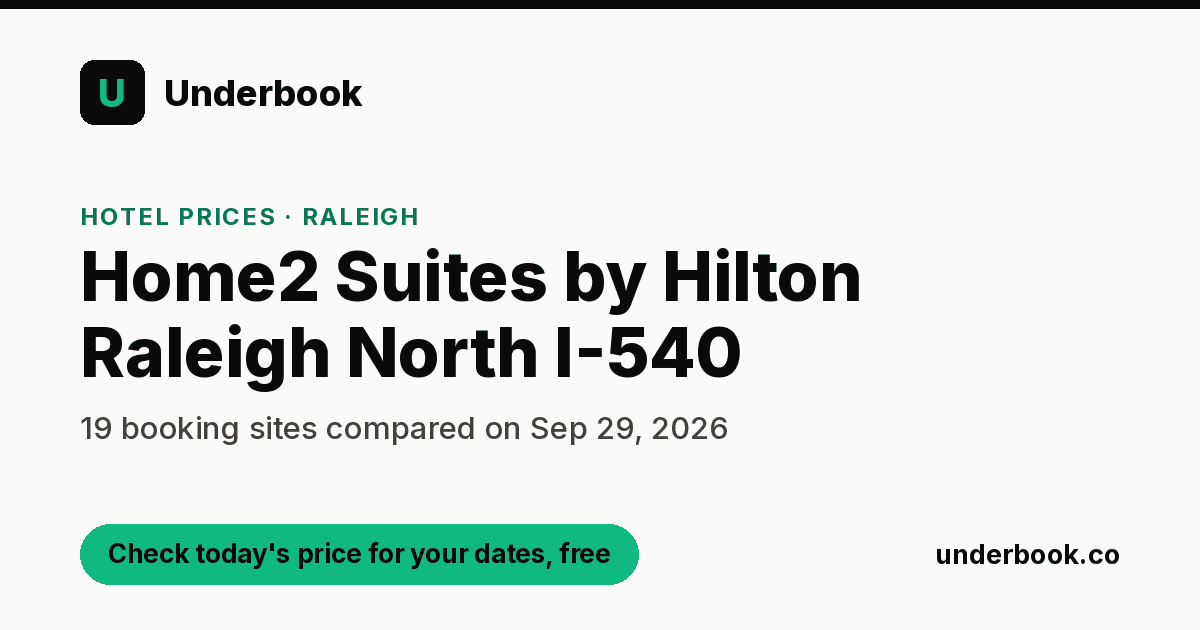 U Underbook
HOTEL PRICES · RALEIGH
Home2 Suites by Hilton
Raleigh North I-540
19 booking sites compared on Sep 29, 2026
Check today's price for your dates, free
underbook.co